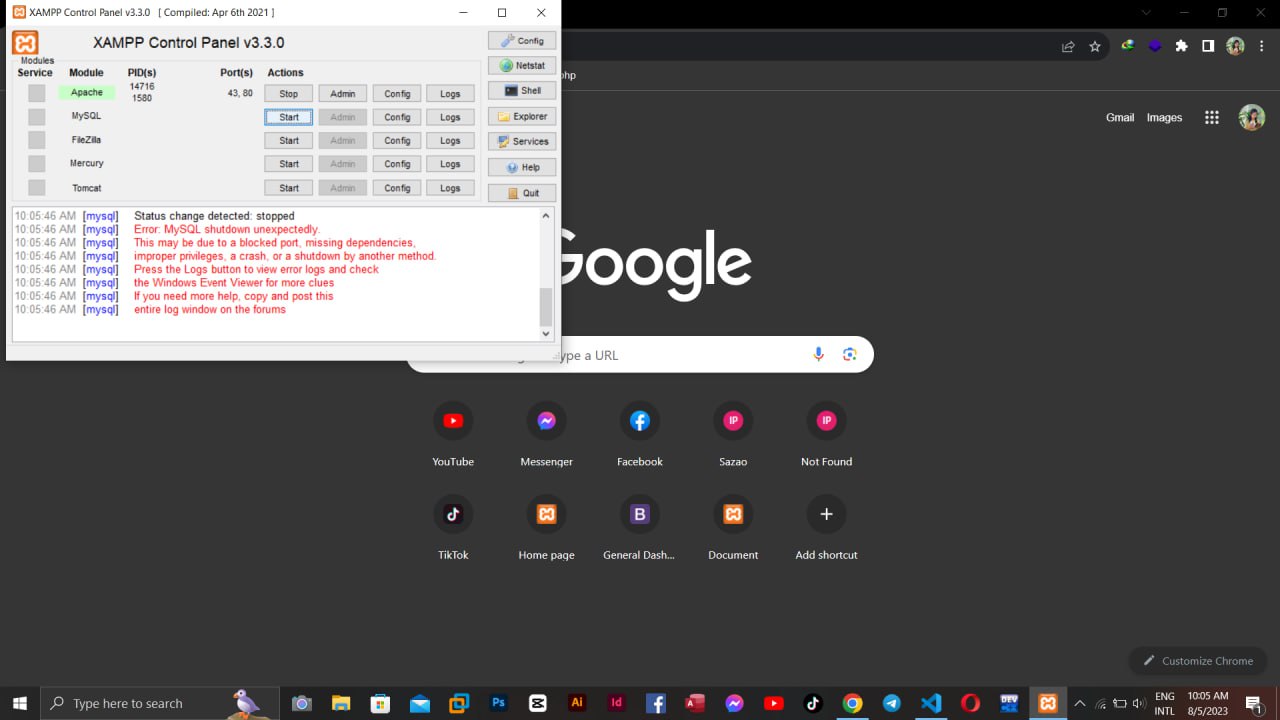 XAMPP Control Panel v3.3.0 [ Compiled: Apr 6th 2021 ]
XAMPP Control Panel v3.3.0
Config
Modules
Service Module PID(s) Port(s) Actions
Netstat
php
Apache 14716 1580 43, 80 Stop Admin Config Logs
Shell
MySQL Start Admin Config Logs
Explorer
Gmail Images
FileZilla Start Admin Config Logs
Services
Mercury Start Admin Config Logs
Help
Tomcat Start Admin Config Logs
Quit
10:05:46 AM [mysql] Status change detected: stopped
10:05:46 AM [mysql] Error: MySQL shutdown unexpectedly.
10:05:46 AM [mysql] This may be due to a blocked port, missing dependencies,
10:05:46 AM [mysql] improper privileges, a crash, or a shutdown by another method.
10:05:46 AM [mysql] Press the Logs button to view error logs and check
10:05:46 AM [mysql] the Windows Event Viewer for more clues
10:05:46 AM [mysql] If you need more help, copy and post this
10:05:46 AM [mysql] entire log window on the forums
Google
ype a URL
IP IP
YouTube Messenger Facebook Sazao Not Found
B
TikTok Home page General Dash... Document Add shortcut
Customize Chrome
Type here to search
Ps
Ai
Id
DEV
ENG
INTL
10:05 AM
8/5/2023
1